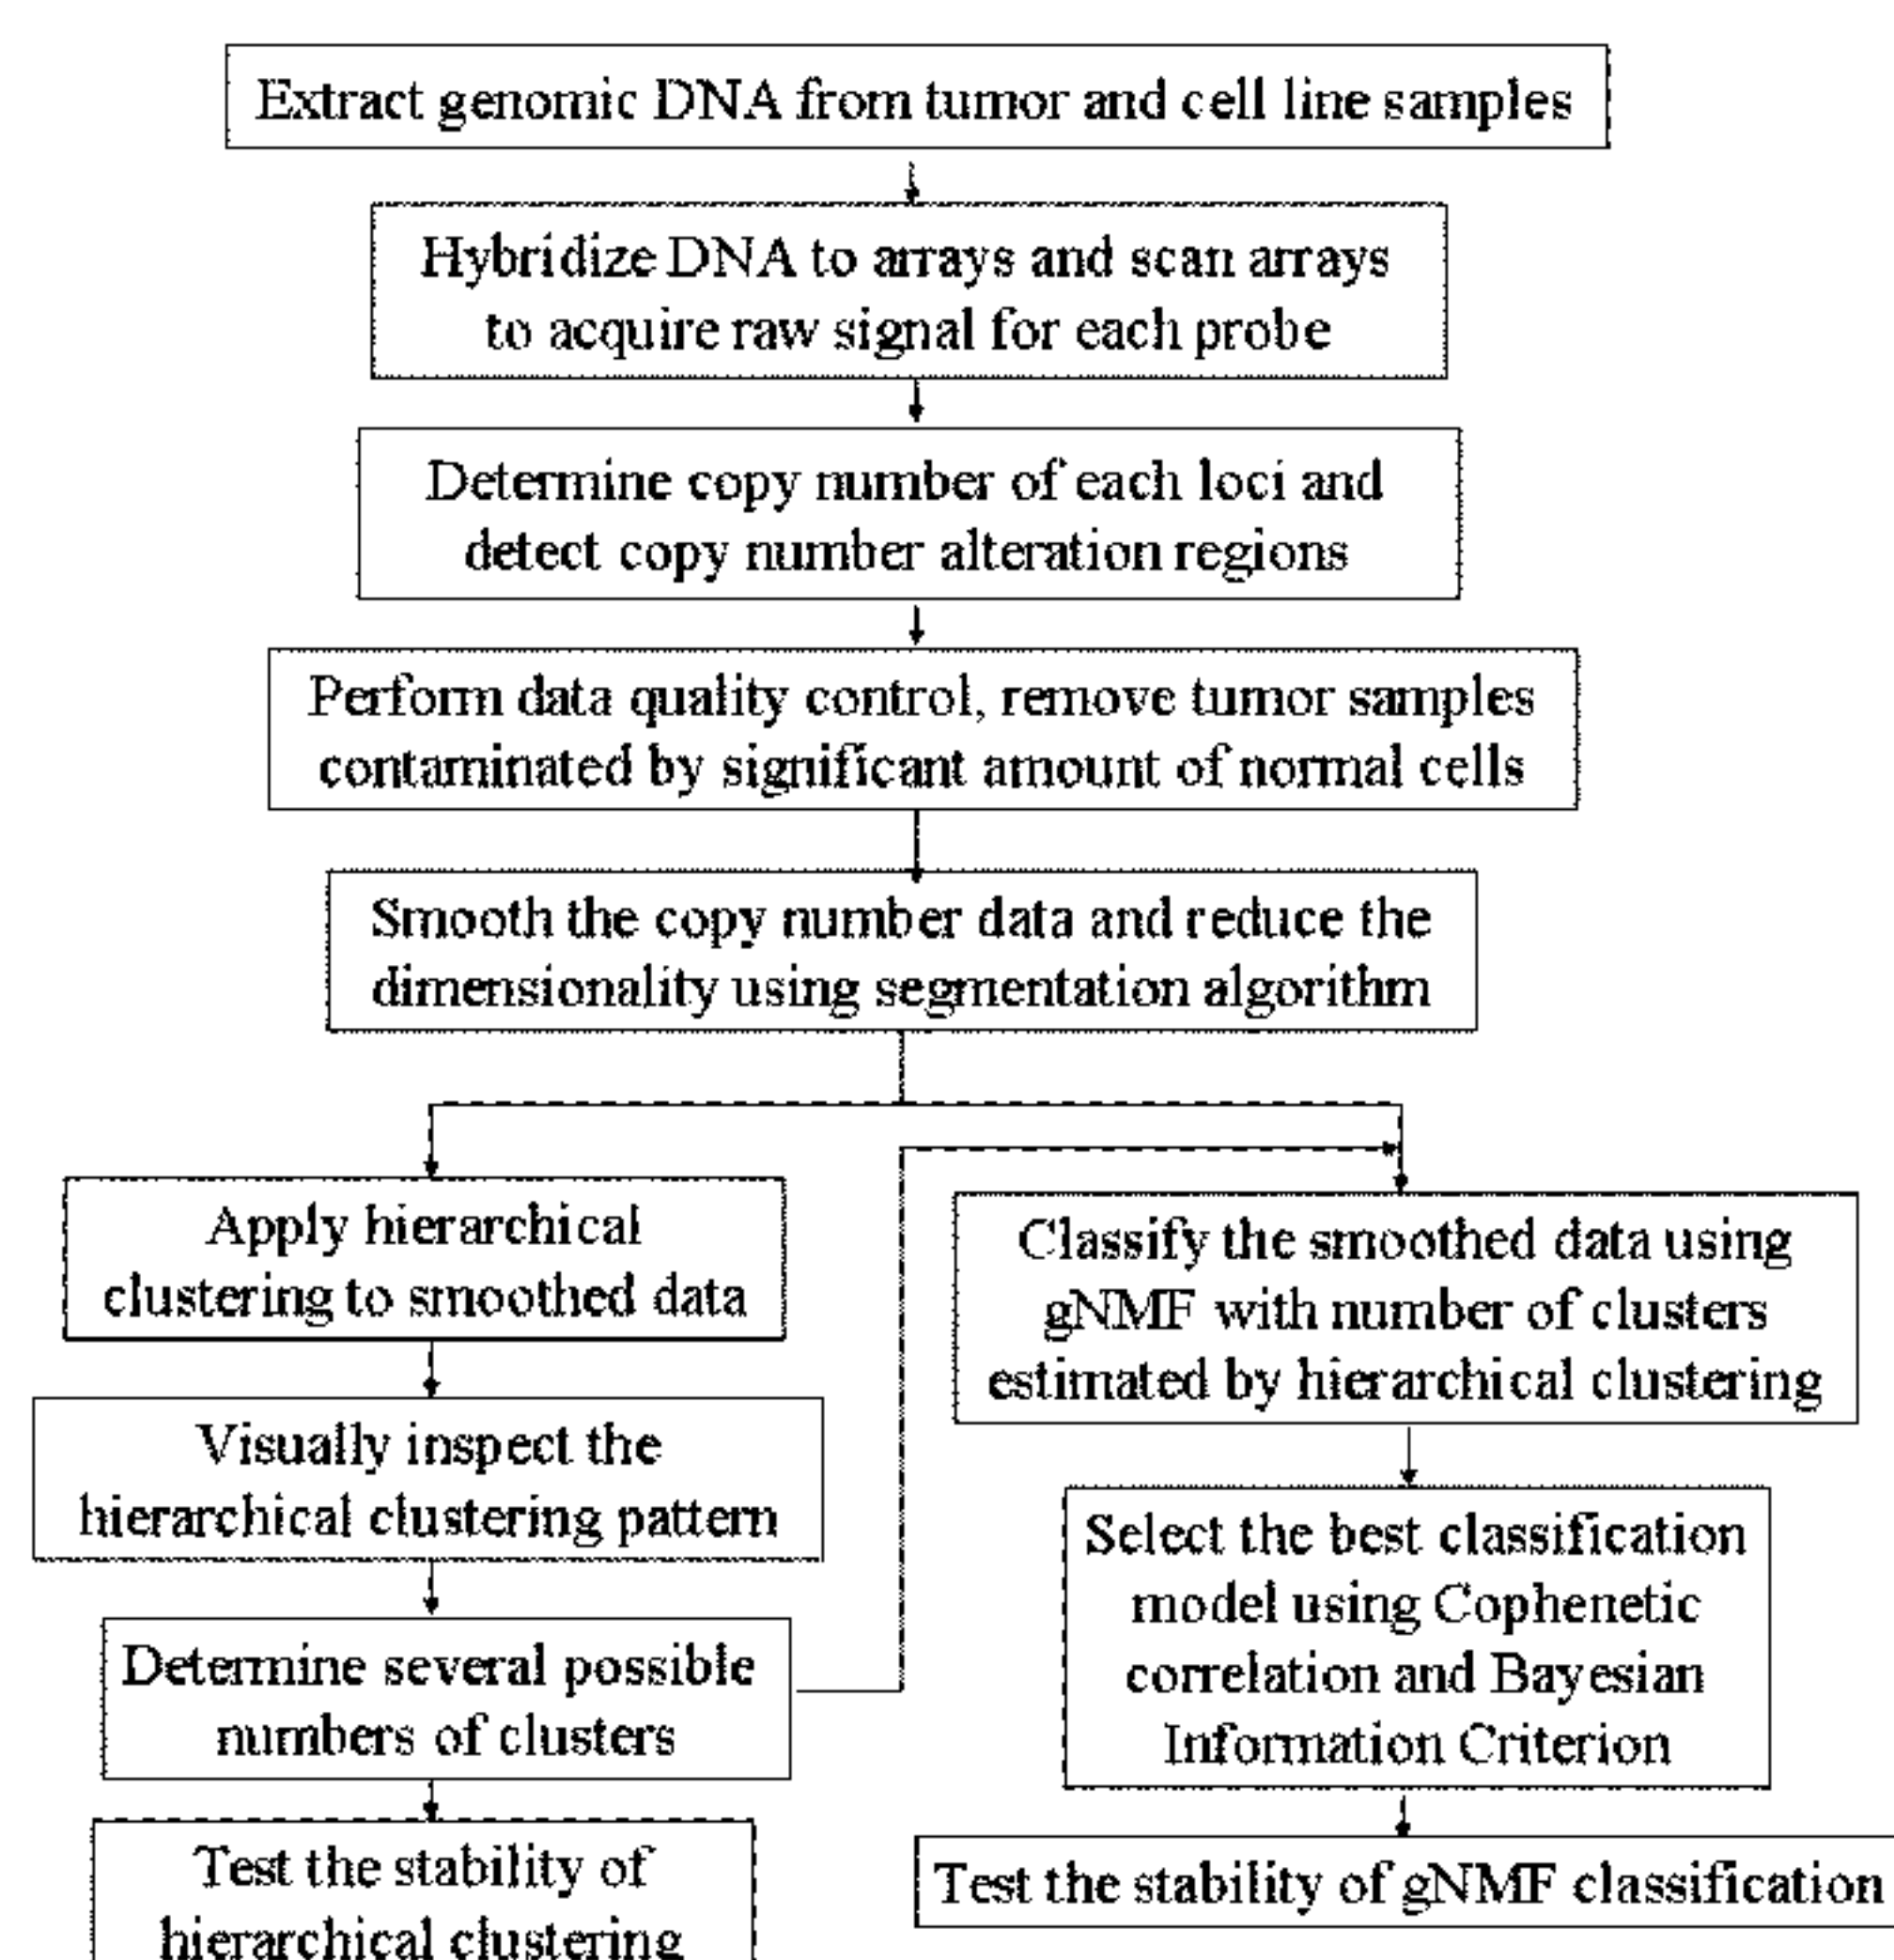 Extract genomic DNA from tumor and cell line samples
Hybridize DNA to arrays and scan arrays
to acquire raw signal for each probe
Determine copy number of each loci and
detect copy number alteration regions
Perform data quality control, remove tumor samples
contaminated by significant amount of normal cells
Smooth the copy number data and reduce the
dimensionality using segmentation algorithm
Apply hierarchical
clustering to smoothed data
Visually inspect the
hierarchical clustering pattern
Determine several possible
numbers of clusters
Test the stability of
hierarchical clustering
Classify the smoothed data using
gNMF with number of clusters
estimated by hierarchical clustering
Select the best classification
model using Cophenetic
correlation and Bayesian
Information Criterion
Test the stability of gNMF classification